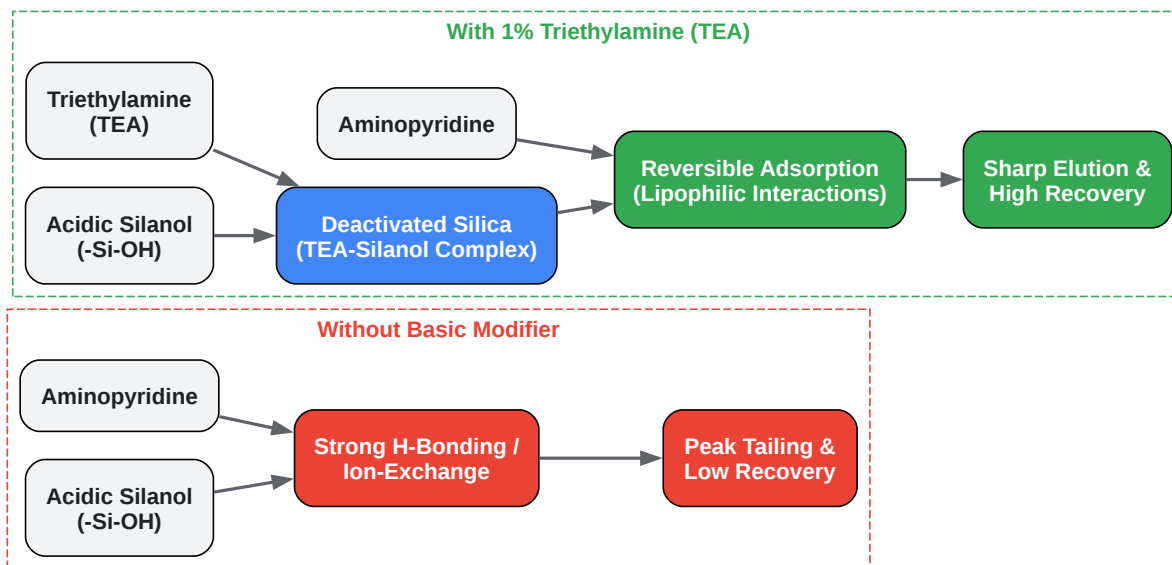 With 1% Triethylamine (TEA)
Triethylamine
(TEA)
Aminopyridine
Acidic Silanol
(-Si-OH)
Deactivated Silica
(TEA-Silanol Complex)
Reversible Adsorption
(Lipophilic Interactions)
Sharp Elution &
High Recovery
Without Basic Modifier
Aminopyridine
Acidic Silanol
(-Si-OH)
Strong H-Bonding /
Ion-Exchange
Peak Tailing &
Low Recovery